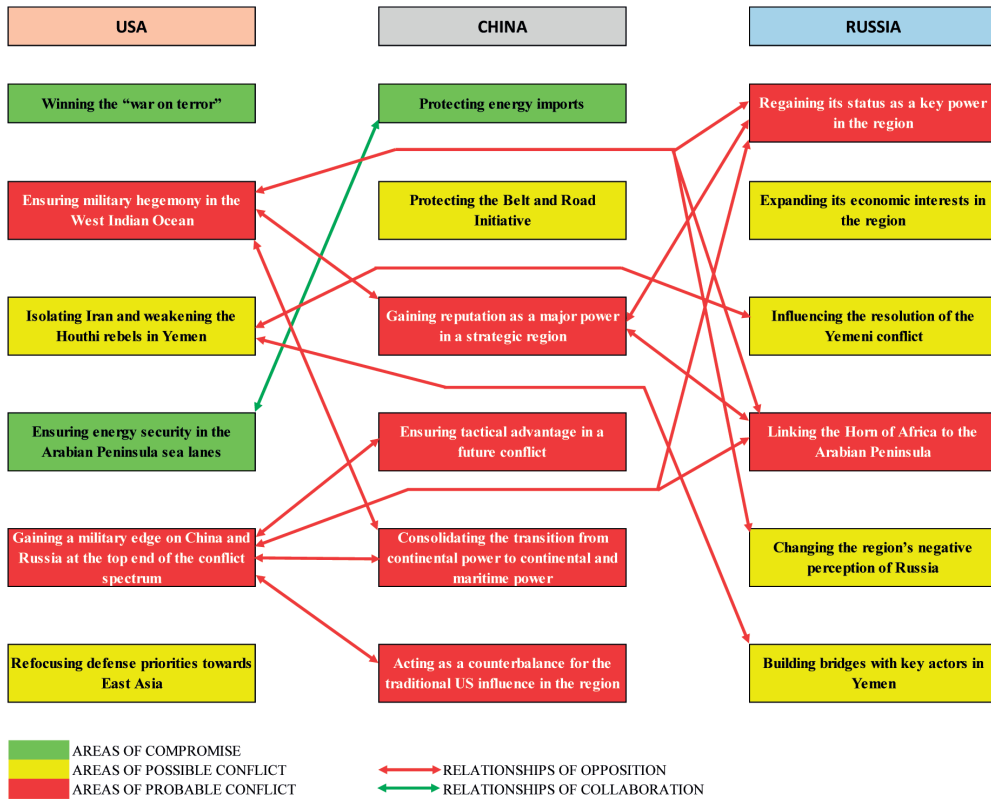 USA
CHINA
RUSSIA
Winning the “war on terror”
Protecting energy imports
Regaining its status as a key power
in the region
Ensuring military hegemony in the
West Indian Ocean
Protecting the Belt and Road
Initiative
Expanding its economic interests in
the region
Isolating Iran and weakening the
Houthi rebels in Yemen
Gaining reputation as a major power
in a strategic region
Influencing the resolution of the
Yemeni conflict
Ensuring energy security in the
Arabian Peninsula sea lanes
Ensuring tactical advantage in a
future conflict
Linking the Horn of Africa to the
Arabian Peninsula
Gaining a military edge on China and
Russia at the top end of the conflict
spectrum
Consolidating the transition from
continental power to continental and
maritime power
Changing the region’s negative
perception of Russia
Refocusing defense priorities towards
East Asia
Acting as a counterbalance for the
traditional US influence in the region
Building bridges with key actors in
Yemen
AREAS OF COMPROMISE
AREAS OF POSSIBLE CONFLICT
AREAS OF PROBABLE CONFLICT
RELATIONSHIPS OF OPPOSITION
RELATIONSHIPS OF COLLABORATION